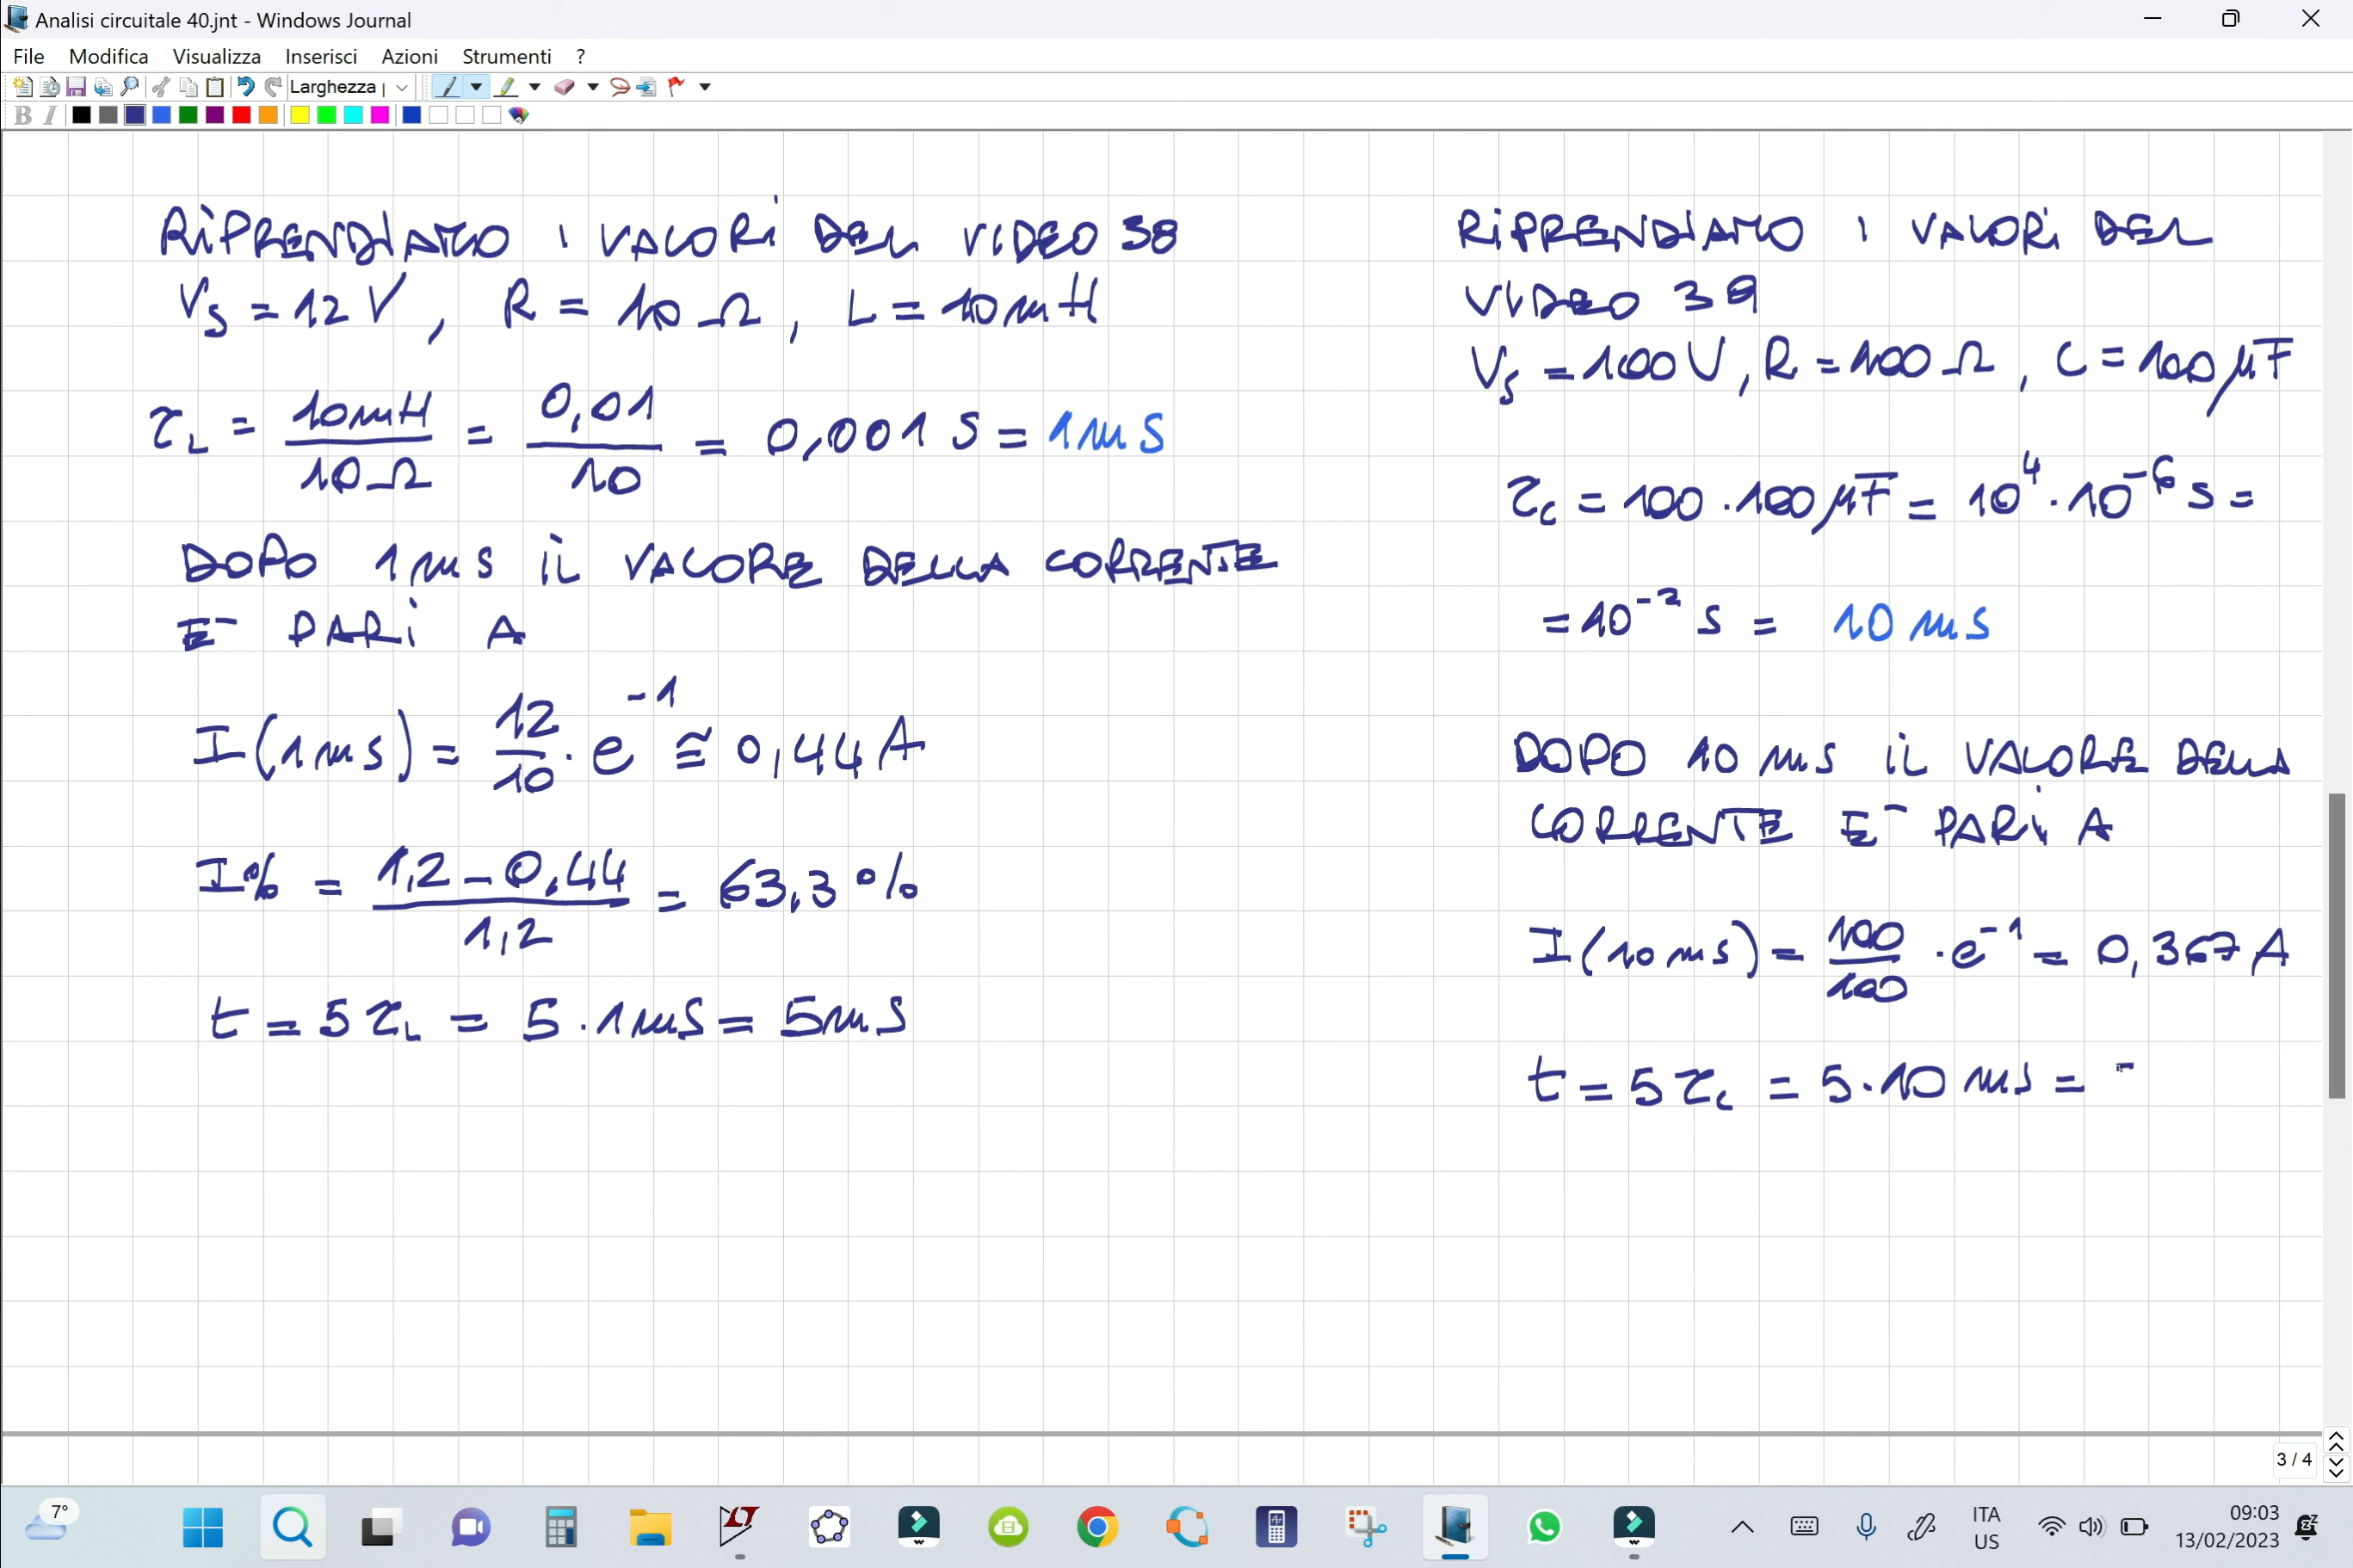 Analisi circuitale 40.jnt - Windows Journal
File Modifica Visualizza Inserisci Azioni Strumenti ?
Larghezza
B I
RIPRENDIAMO I VALORI DEL VIDEO 38
Vs = 12 V, R = 10 Ω, L = 10 mH
τL = 10mH / 10Ω = 0,01 / 10 = 0,001 S = 1 mS
DOPO 1 mS IL VALORE DELLA CORRENTE
E' PARI A
I(1 ms) = 12/10 · e^-1 ≅ 0,44 A
I% = (1,2 - 0,44) / 1,2 = 63,3 %
t = 5 τL = 5 · 1 mS = 5 mS
RIPRENDIAMO I VALORI DEL
VIDEO 39
Vs = 100 V, R = 100 Ω, C = 100 μF
τc = 100 · 100 μF = 10^4 · 10^-6 s =
= 10^-2 s = 10 ms
DOPO 10 ms IL VALORE DELLA
CORRENTE E' PARI A
I(10 ms) = 100/100 · e^-1 = 0,367 A
t = 5 τc = 5 · 10 ms =
3 / 4
7°
ITA
US
09:03
13/02/2023